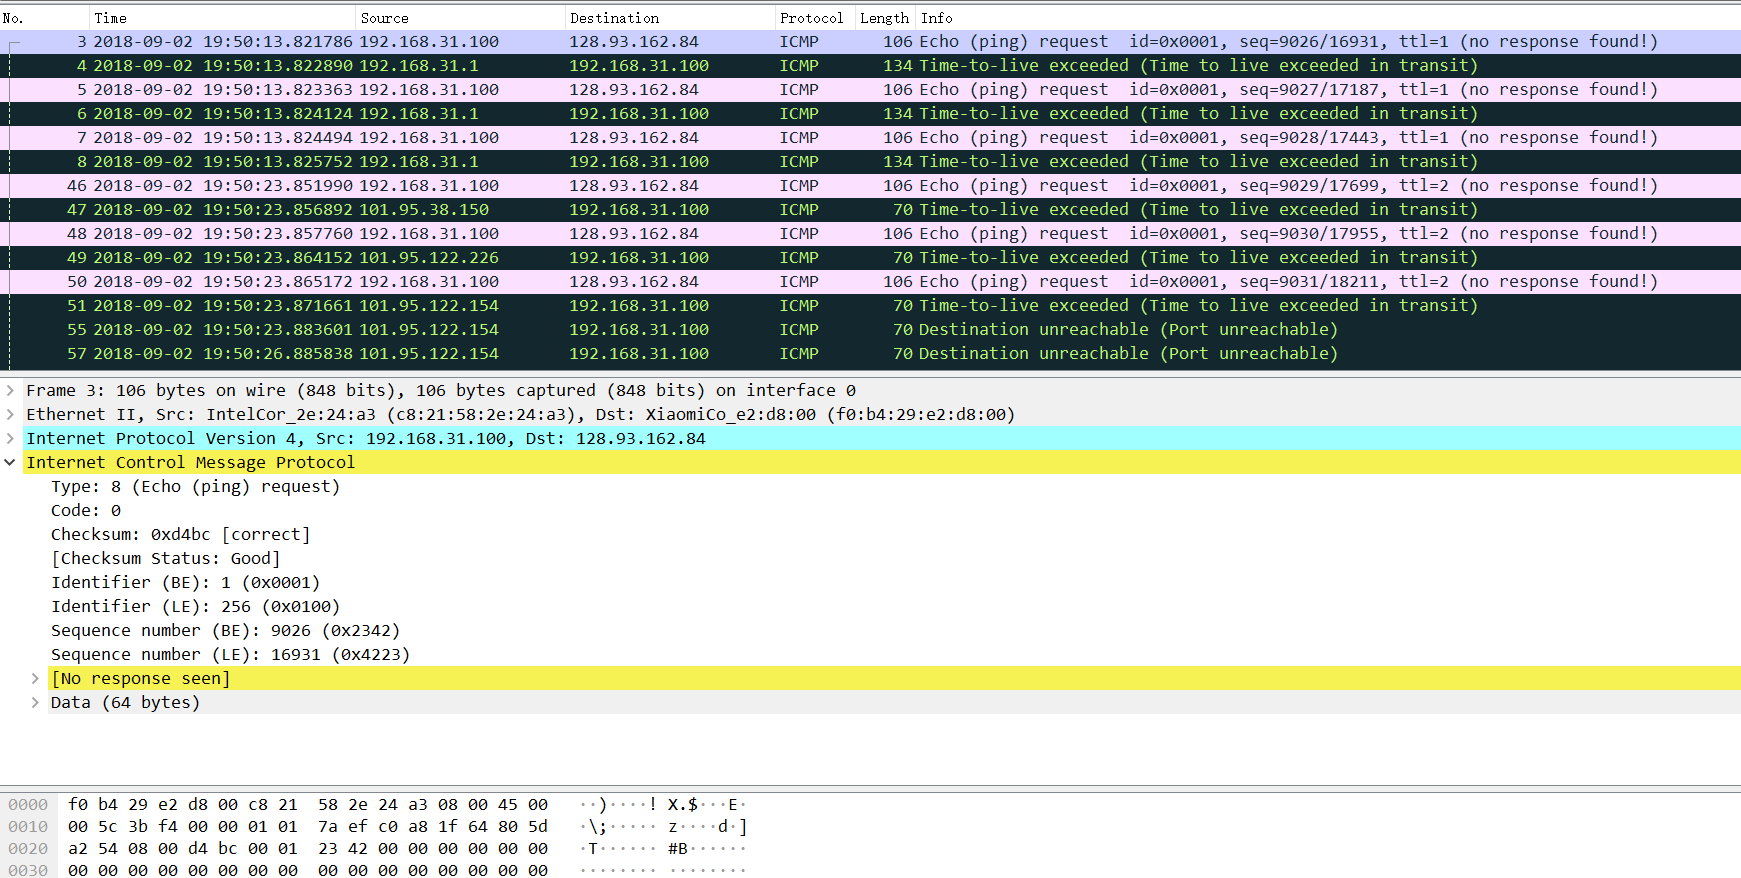 No. Time Source Destination Protocol Length Info
3 2018-09-02 19:50:13.821786 192.168.31.100 128.93.162.84 ICMP 106 Echo (ping) request id=0x0001, seq=9026/16931, ttl=1 (no response found!)
4 2018-09-02 19:50:13.822890 192.168.31.1 192.168.31.100 ICMP 134 Time-to-live exceeded (Time to live exceeded in transit)
5 2018-09-02 19:50:13.823363 192.168.31.100 128.93.162.84 ICMP 106 Echo (ping) request id=0x0001, seq=9027/17187, ttl=1 (no response found!)
6 2018-09-02 19:50:13.824124 192.168.31.1 192.168.31.100 ICMP 134 Time-to-live exceeded (Time to live exceeded in transit)
7 2018-09-02 19:50:13.824494 192.168.31.100 128.93.162.84 ICMP 106 Echo (ping) request id=0x0001, seq=9028/17443, ttl=1 (no response found!)
8 2018-09-02 19:50:13.825752 192.168.31.1 192.168.31.100 ICMP 134 Time-to-live exceeded (Time to live exceeded in transit)
46 2018-09-02 19:50:23.851990 192.168.31.100 128.93.162.84 ICMP 106 Echo (ping) request id=0x0001, seq=9029/17699, ttl=2 (no response found!)
47 2018-09-02 19:50:23.856892 101.95.38.150 192.168.31.100 ICMP 70 Time-to-live exceeded (Time to live exceeded in transit)
48 2018-09-02 19:50:23.857760 192.168.31.100 128.93.162.84 ICMP 106 Echo (ping) request id=0x0001, seq=9030/17955, ttl=2 (no response found!)
49 2018-09-02 19:50:23.864152 101.95.122.226 192.168.31.100 ICMP 70 Time-to-live exceeded (Time to live exceeded in transit)
50 2018-09-02 19:50:23.865172 192.168.31.100 128.93.162.84 ICMP 106 Echo (ping) request id=0x0001, seq=9031/18211, ttl=2 (no response found!)
51 2018-09-02 19:50:23.871661 101.95.122.154 192.168.31.100 ICMP 70 Time-to-live exceeded (Time to live exceeded in transit)
55 2018-09-02 19:50:23.883601 101.95.122.154 192.168.31.100 ICMP 70 Destination unreachable (Port unreachable)
57 2018-09-02 19:50:26.885838 101.95.122.154 192.168.31.100 ICMP 70 Destination unreachable (Port unreachable)
Frame 3: 106 bytes on wire (848 bits), 106 bytes captured (848 bits) on interface 0
Ethernet II, Src: IntelCor_2e:24:a3 (c8:21:58:2e:24:a3), Dst: XiaomiCo_e2:d8:00 (f0:b4:29:e2:d8:00)
Internet Protocol Version 4, Src: 192.168.31.100, Dst: 128.93.162.84
Internet Control Message Protocol
Type: 8 (Echo (ping) request)
Code: 0
Checksum: 0xd4bc [correct]
[Checksum Status: Good]
Identifier (BE): 1 (0x0001)
Identifier (LE): 256 (0x0100)
Sequence number (BE): 9026 (0x2342)
Sequence number (LE): 16931 (0x4223)
[No response seen]
Data (64 bytes)
0000 f0 b4 29 e2 d8 00 c8 21 58 2e 24 a3 08 00 45 00 ··)····! X.$···E·
0010 00 5c 3b f4 00 00 01 01 7a ef c0 a8 1f 64 80 5d ·\;····· z····d·]
0020 a2 54 08 00 d4 bc 00 01 23 42 00 00 00 00 00 00 ·T······ #B······
0030 00 00 00 00 00 00 00 00 00 00 00 00 00 00 00 00 ········ ········